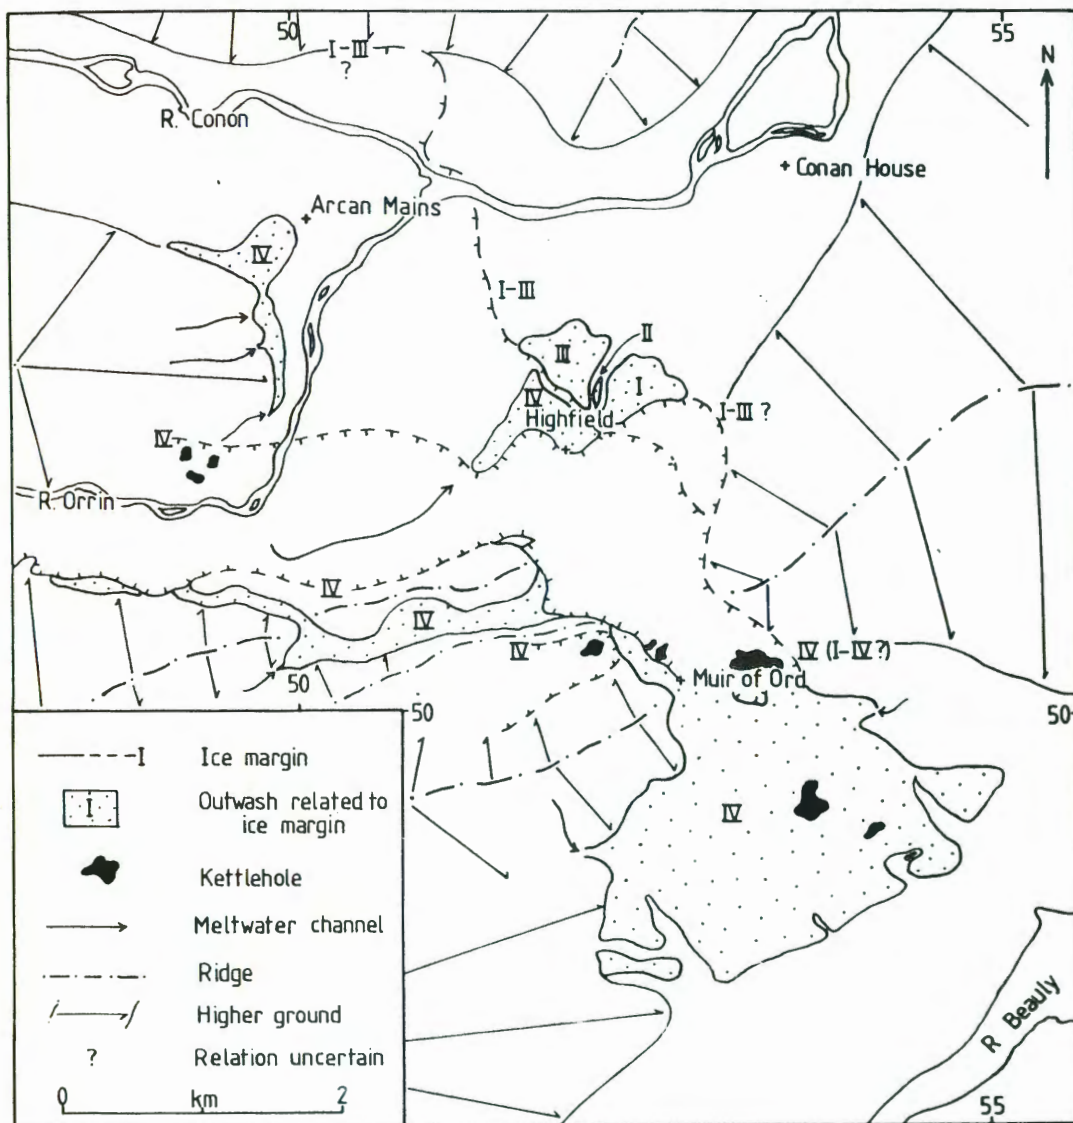 50
55
I-III
?
N
R. Conon
Conan House
Arcan Mains
IV
I-III
II
III
I
IV
Highfield
I-III ?
IV
R. Orrin
IV
IV
IV
IV (I-IV?)
Muir of Ord
50
50
50
I Ice margin
I Outwash related to
ice margin
Kettlehole
Meltwater channel
Ridge
Higher ground
? Relation uncertain
0 km 2
IV
R Beauly
55